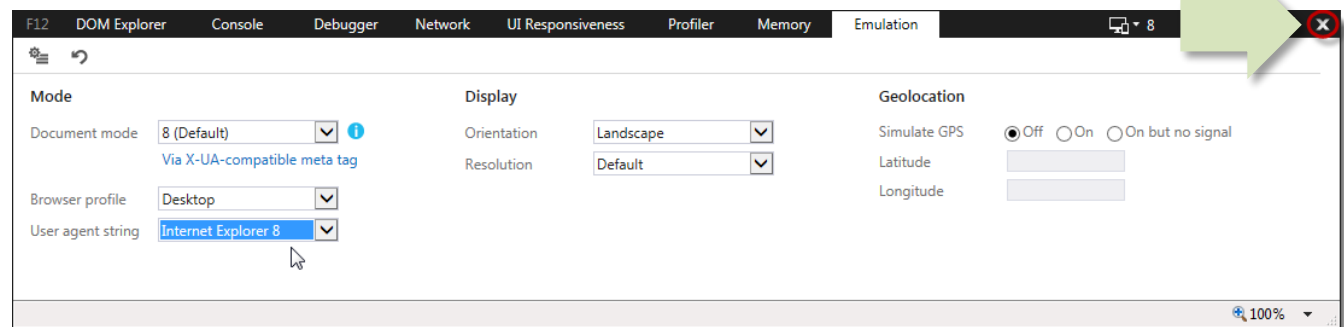 F12 DOM Explorer Console Debugger Network UI Responsiveness Profiler Memory Emulation 8
Mode Display Geolocation
Document mode 8 (Default) Orientation Landscape Simulate GPS Off On On but no signal
Via X-UA-compatible meta tag Resolution Default Latitude
Browser profile Desktop Longitude
User agent string Internet Explorer 8
100%